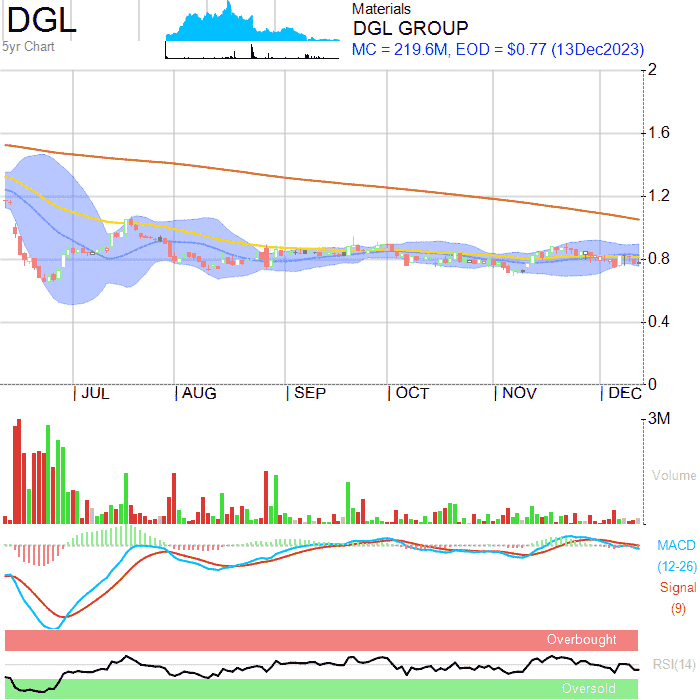 DGL
5yr Chart
Materials
DGL GROUP
MC = 219.6M, EOD = $0.77 (13Dec2023)
2
1.6
1.2
0.8
0.4
0
JUL
AUG
SEP
OCT
NOV
DEC
3M
Volume
MACD
(12-26)
Signal
(9)
Overbought
RSI(14)
Oversold